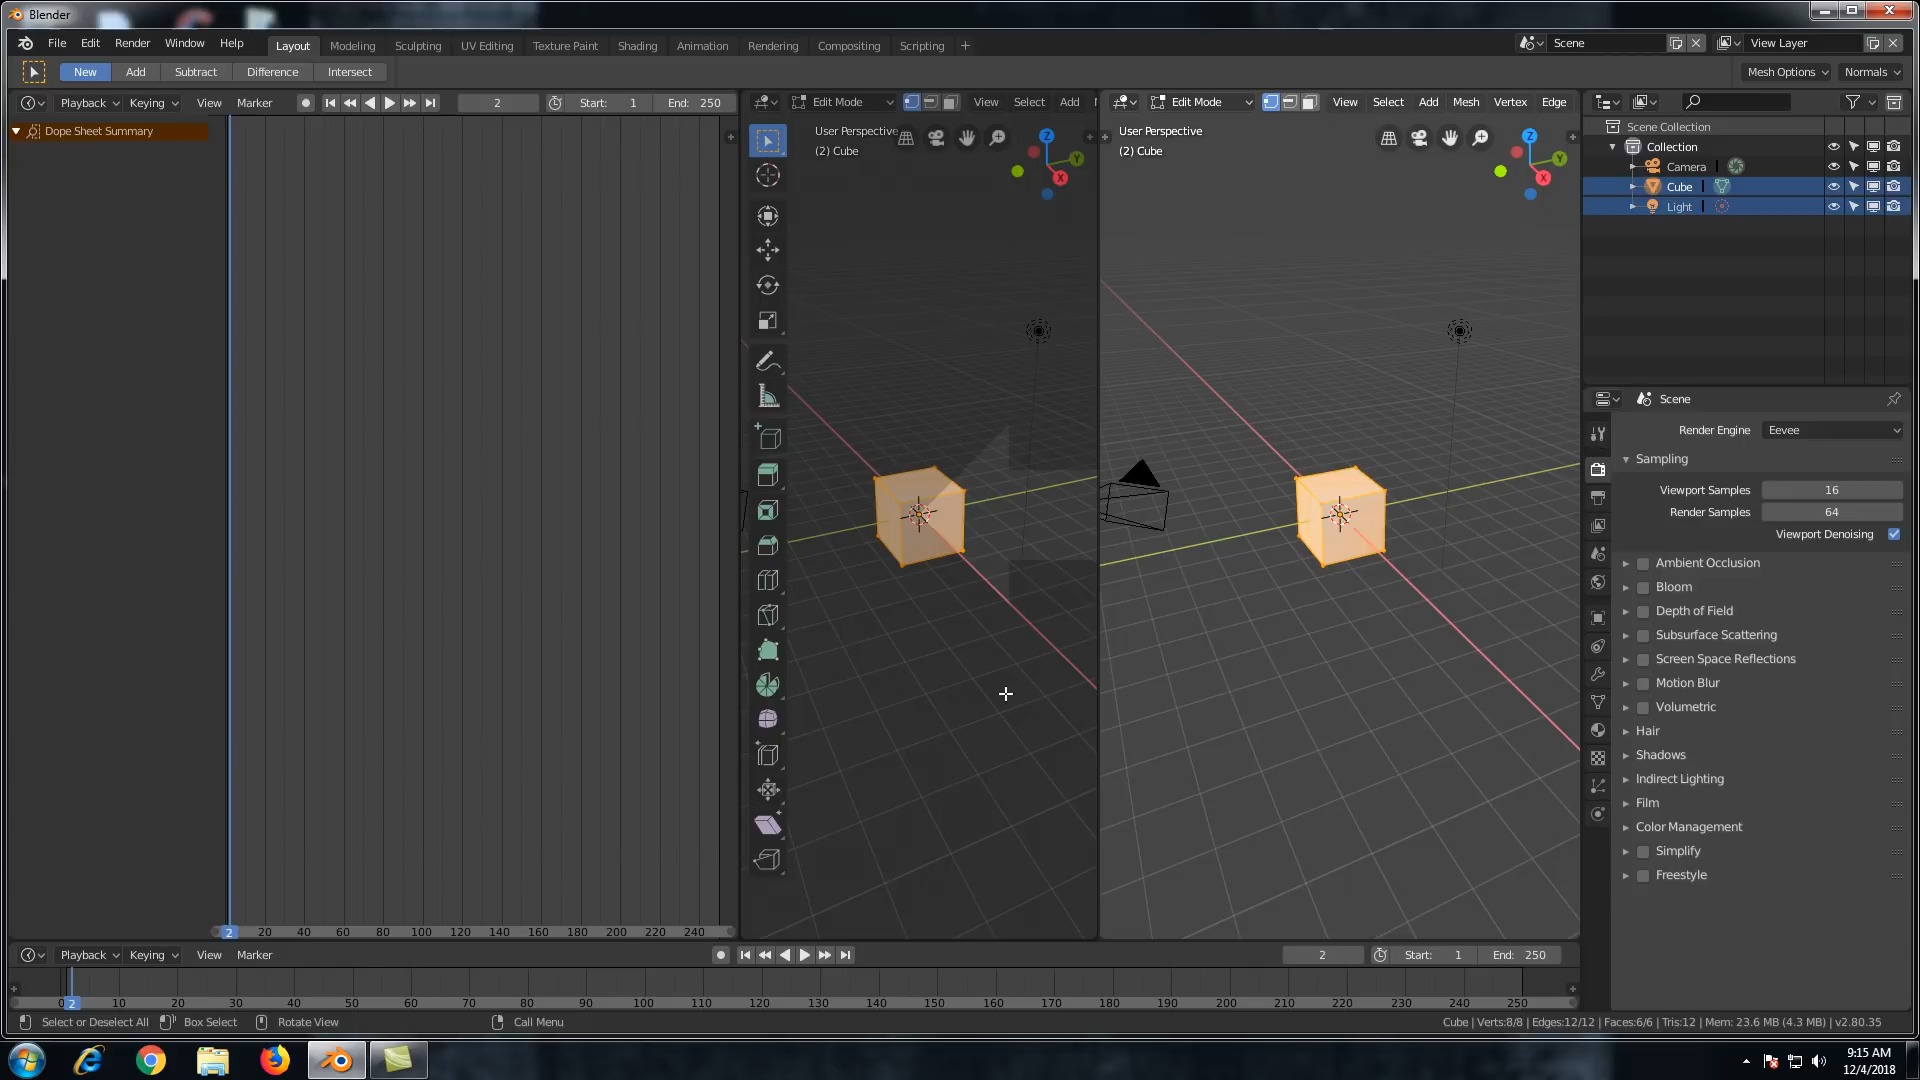 Blender
File Edit Render Window Help Layout Modeling Sculpting UV Editing Texture Paint Shading Animation Rendering Compositing Scripting + Scene View Layer
New Add Subtract Difference Intersect Mesh Options Normals
Playback Keying View Marker 2 Start: 1 End: 250 Edit Mode View Select Add Edit Mode View Select Add Mesh Vertex Edge
Dope Sheet Summary
User Perspective
(2) Cube
Z
Y
X
User Perspective
(2) Cube
Z
Y
X
Scene Collection
Collection
Camera
Cube
Light
Scene
Render Engine Eevee
Sampling
Viewport Samples 16
Render Samples 64
Viewport Denoising
Ambient Occlusion
Bloom
Depth of Field
Subsurface Scattering
Screen Space Reflections
Motion Blur
Volumetric
Hair
Shadows
Indirect Lighting
Film
Color Management
Simplify
Freestyle
2 20 40 60 80 100 120 140 160 180 200 220 240
Playback Keying View Marker 2 Start: 1 End: 250
0 2 10 20 30 40 50 60 70 80 90 100 110 120 130 140 150 160 170 180 190 200 210 220 230 240 250
Select or Deselect All Box Select Rotate View Call Menu Cube | Verts:8/8 | Edges:12/12 | Faces:6/6 | Tris:12 | Mem: 23.6 MB (4.3 MB) | v2.80.35
9:15 AM
12/4/2018